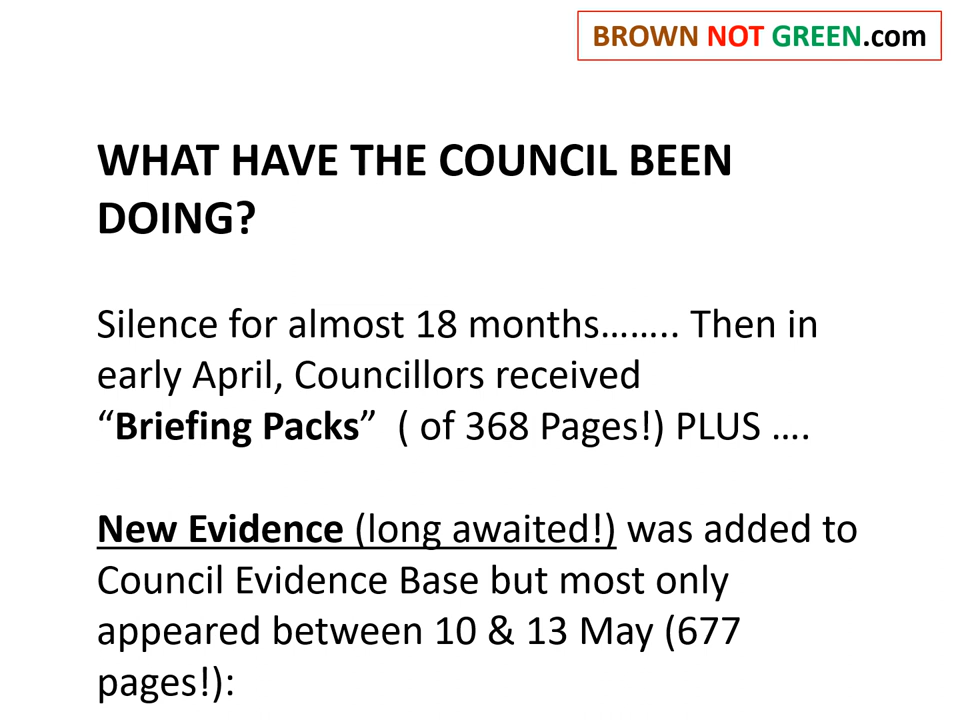 BROWN NOT GREEN.com
WHAT HAVE THE COUNCIL BEEN
DOING?
Silence for almost 18 months…….. Then in
early April, Councillors received
“Briefing Packs”  ( of 368 Pages!) PLUS ….
New Evidence (long awaited!) was added to
Council Evidence Base but most only
appeared between 10 & 13 May (677
pages!):